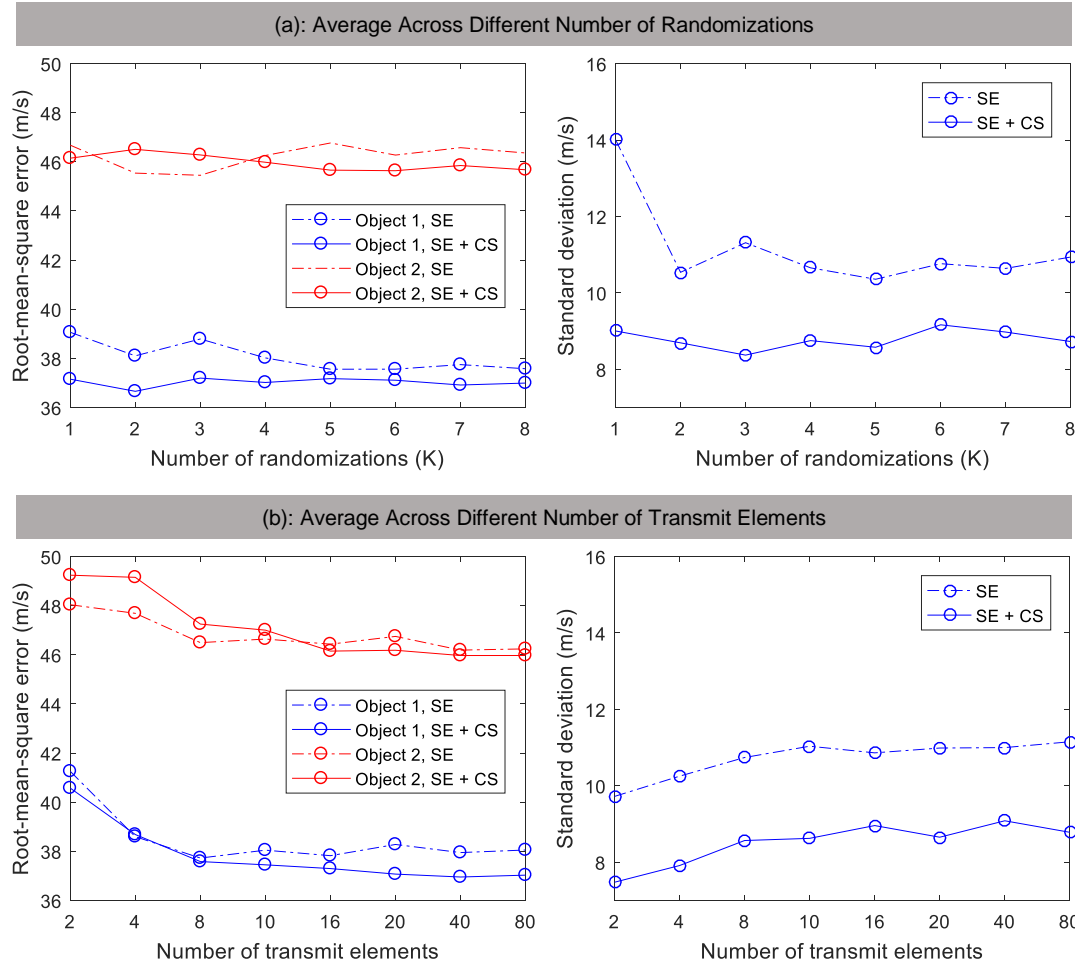 (a): Average Across Different Number of Randomizations
50
48
46
44
42
40
38
36
Root-mean-square error (m/s)
Object 1, SE
Object 1, SE + CS
Object 2, SE
Object 2, SE + CS
1 2 3 4 5 6 7 8
Number of randomizations (K)
16
14
12
10
8
Standard deviation (m/s)
SE
SE + CS
1 2 3 4 5 6 7 8
Number of randomizations (K)
(b): Average Across Different Number of Transmit Elements
50
48
46
44
42
40
38
36
Root-mean-square error (m/s)
Object 1, SE
Object 1, SE + CS
Object 2, SE
Object 2, SE + CS
2 4 8 10 16 20 40 80
Number of transmit elements
16
14
12
10
8
Standard deviation (m/s)
SE
SE + CS
2 4 8 10 16 20 40 80
Number of transmit elements